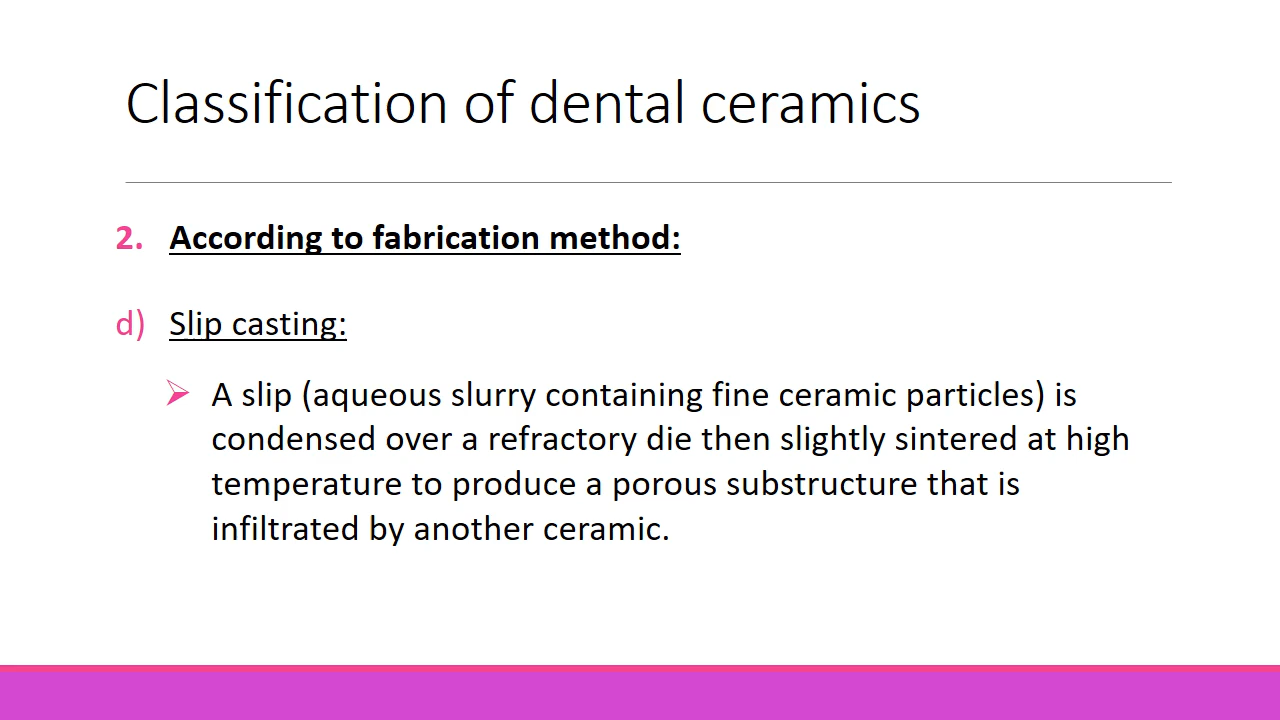 Classification of dental ceramics
2. According to fabrication method:
d) Slip casting:
A slip (aqueous slurry containing fine ceramic particles) is
condensed over a refractory die then slightly sintered at high
temperature to produce a porous substructure that is
infiltrated by another ceramic.